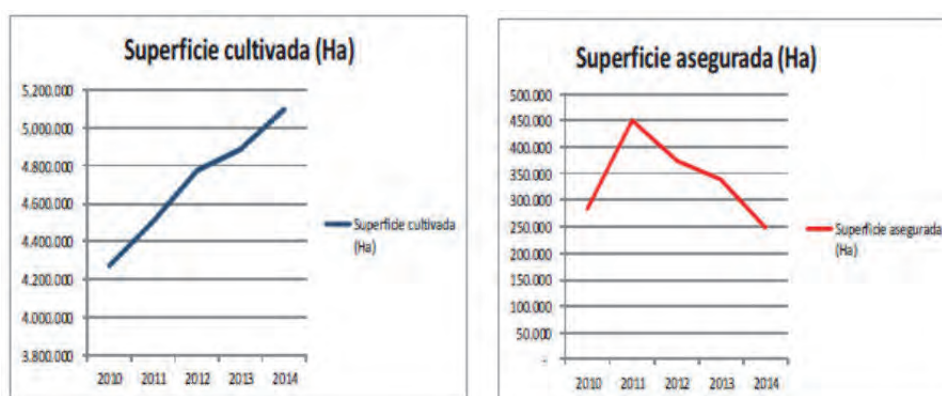 Superficie cultivada (Ha)
5.200.000
5.000.000
4.800.000
4.600.000
4.400.000
4.200.000
4.000.000
3.800.000
2010 2011 2012 2013 2014
Superficie cultivada
(Ha)
Superficie asegurada (Ha)
500.000
450.000
400.000
350.000
300.000
250.000
200.000
150.000
100.000
50.000
-
2010 2011 2012 2013 2014
Superficie asegurada
(Ha)